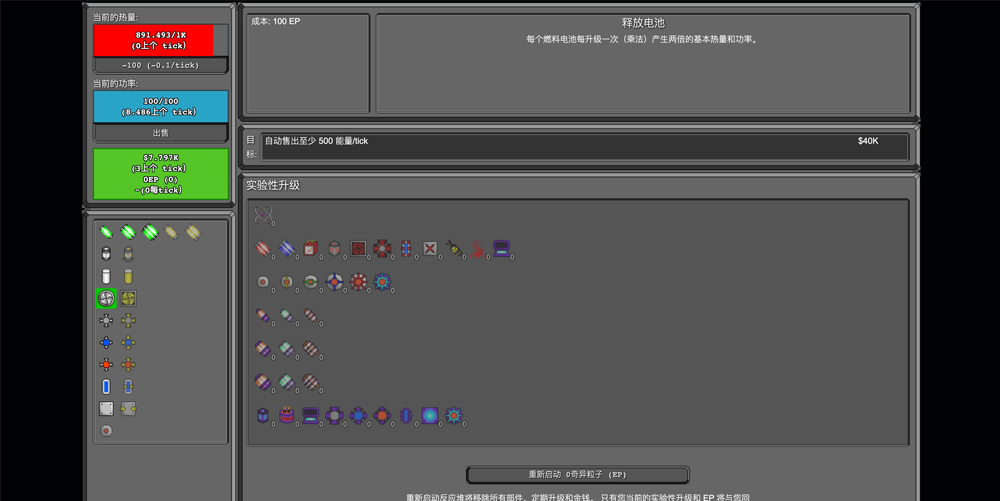 当前的热量:
891.493/1K
(0上个 tick)
-100 (-0.1/tick)
当前的功率:
100/100
(8.486上个 tick)
出售
$7.797K
(3上个 tick)
0EP (0)
~(0每tick)
成本: 100 EP
释放电池
每个燃料电池每升级一次（乘法）产生两倍的基本热量和功率。
目标:
自动售出至少 500 能量/tick
$40K
实验性升级
0
0 0 0 0 0 0 0 0 0 0 0
0 0 0 0 0 0
0 0 0
0 0 0
0 0 0
0 0 0 0 0 0 0 0 0
重新启动 0奇异粒子 (EP)
重新启动反应堆将移除所有部件、定期升级和金钱。 只有您当前的实验性升级和 EP 将与您同